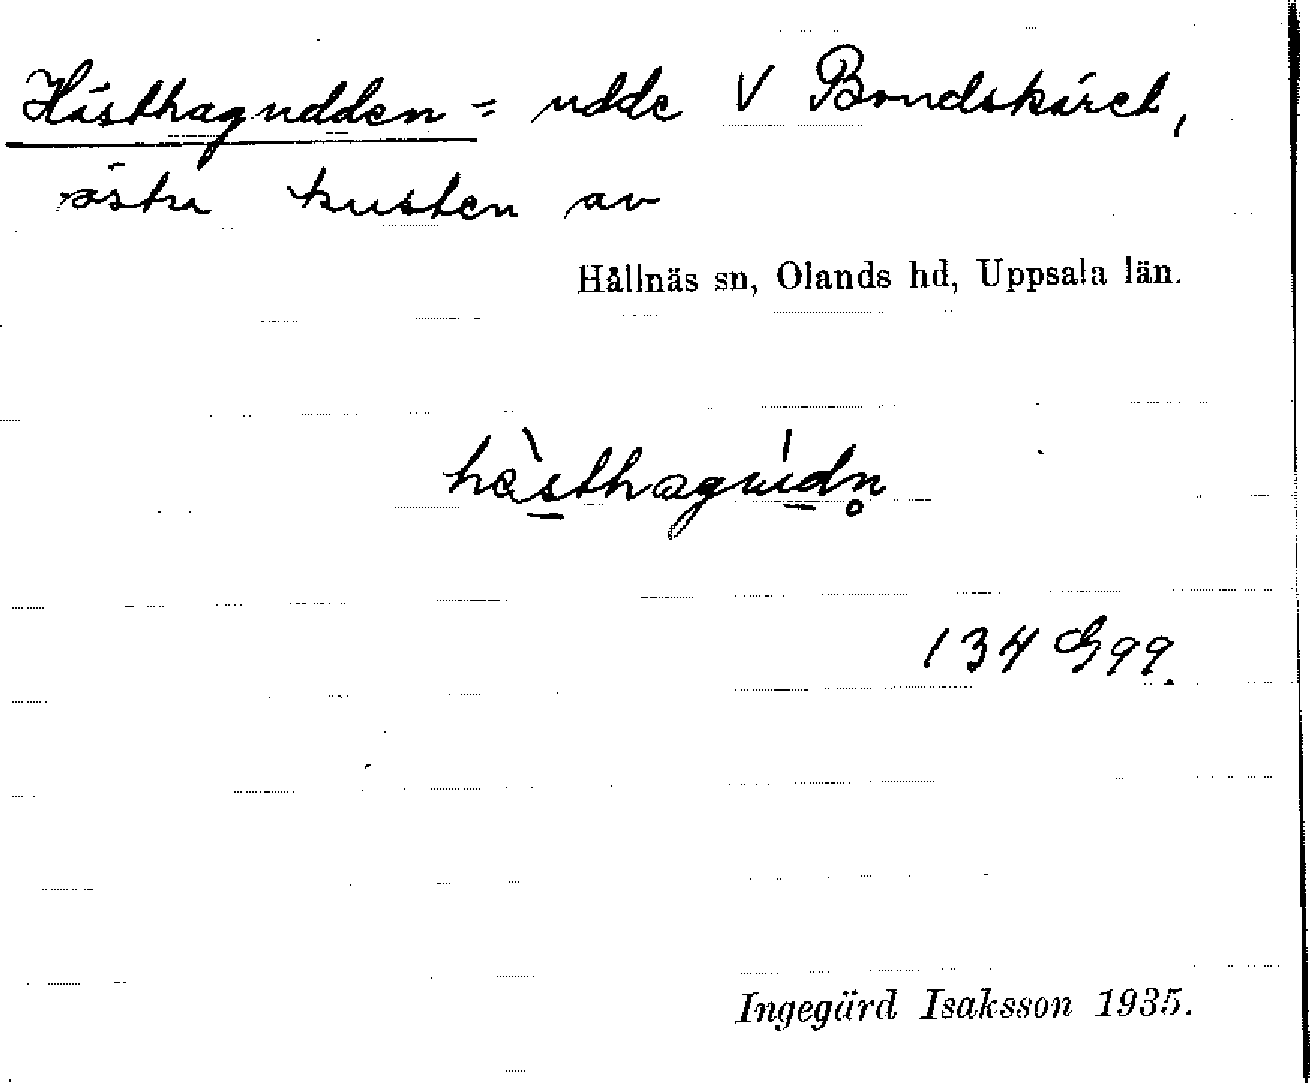 Hästhagudden = udde V Bondskäret,
östra kusten av
Hållnäs sn, Olands hd, Uppsala län.
hästhagudn̥
134 G 99.
Ingegärd Isaksson 1935.